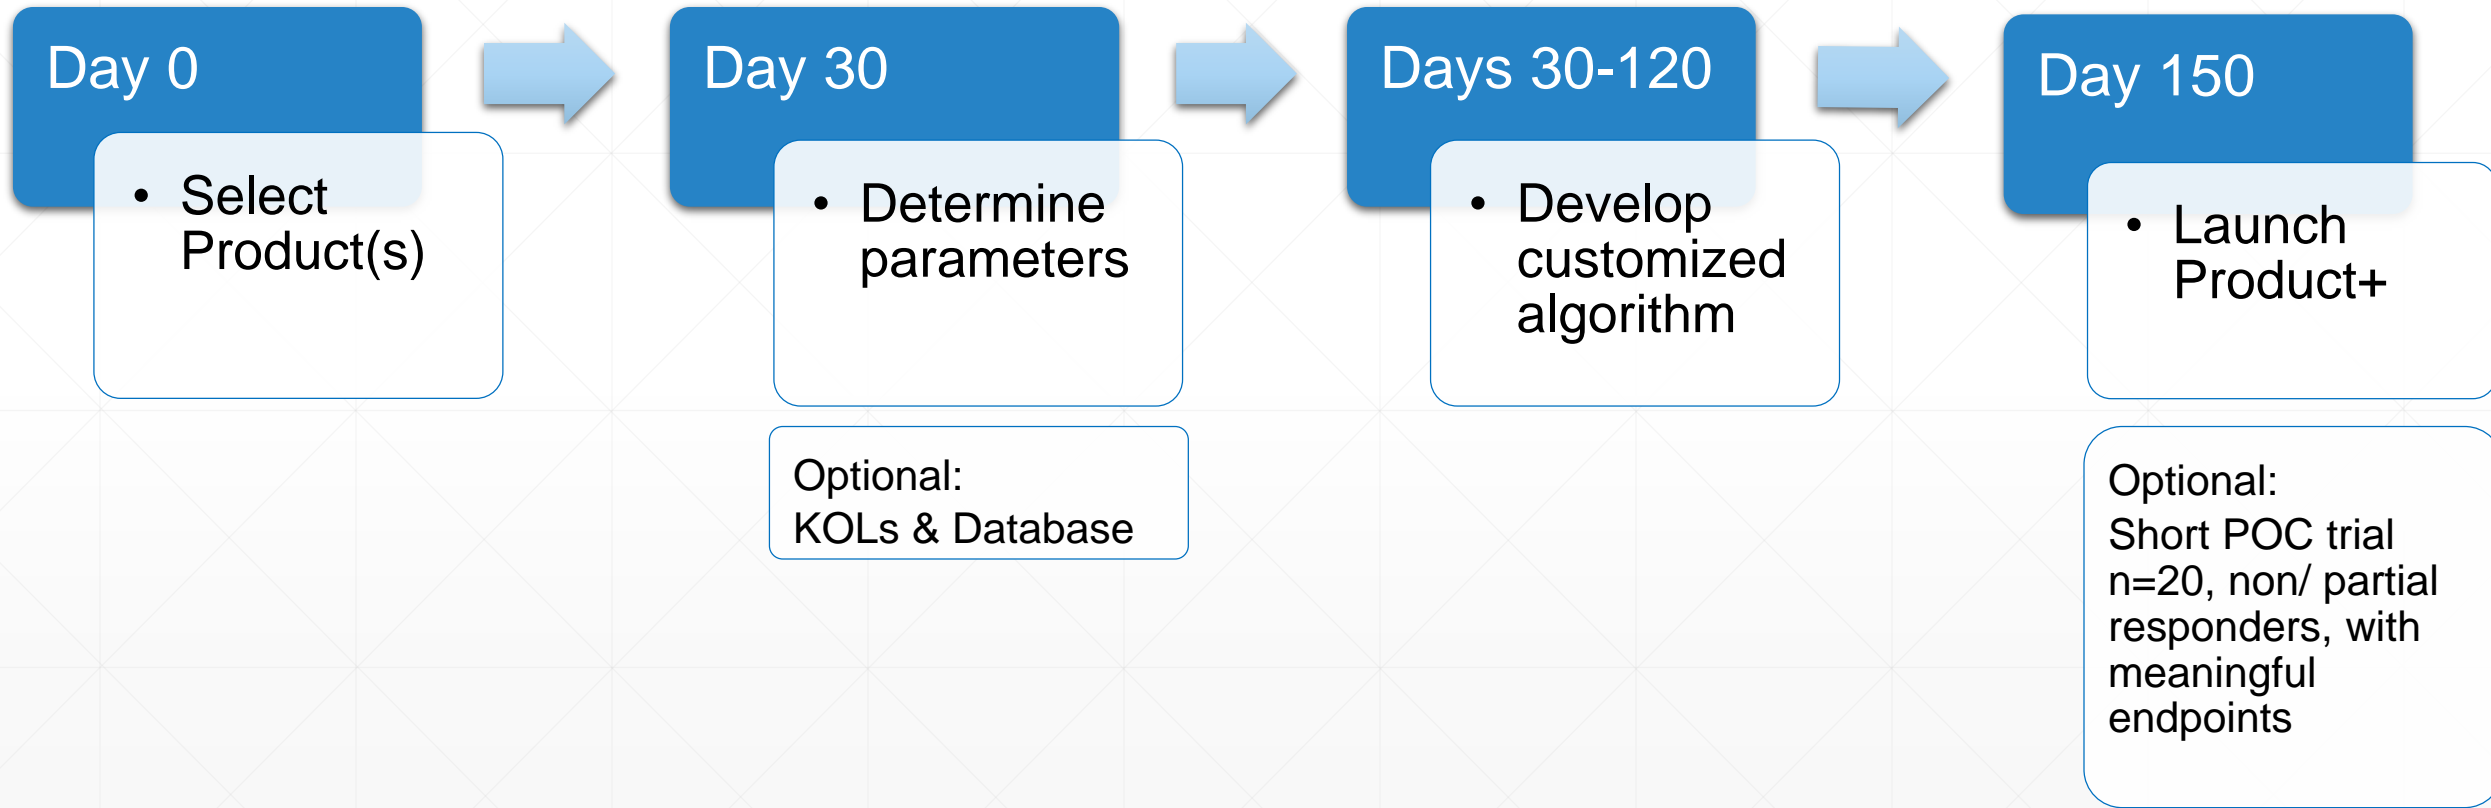 Day 0
• Select
Product(s)
Day 30
• Determine
parameters
Optional:
KOLs & Database
Days 30-120
• Develop
customized
algorithm
Day 150
• Launch
Product+
Optional:
Short POC trial
n=20, non/ partial
responders, with
meaningful
endpoints